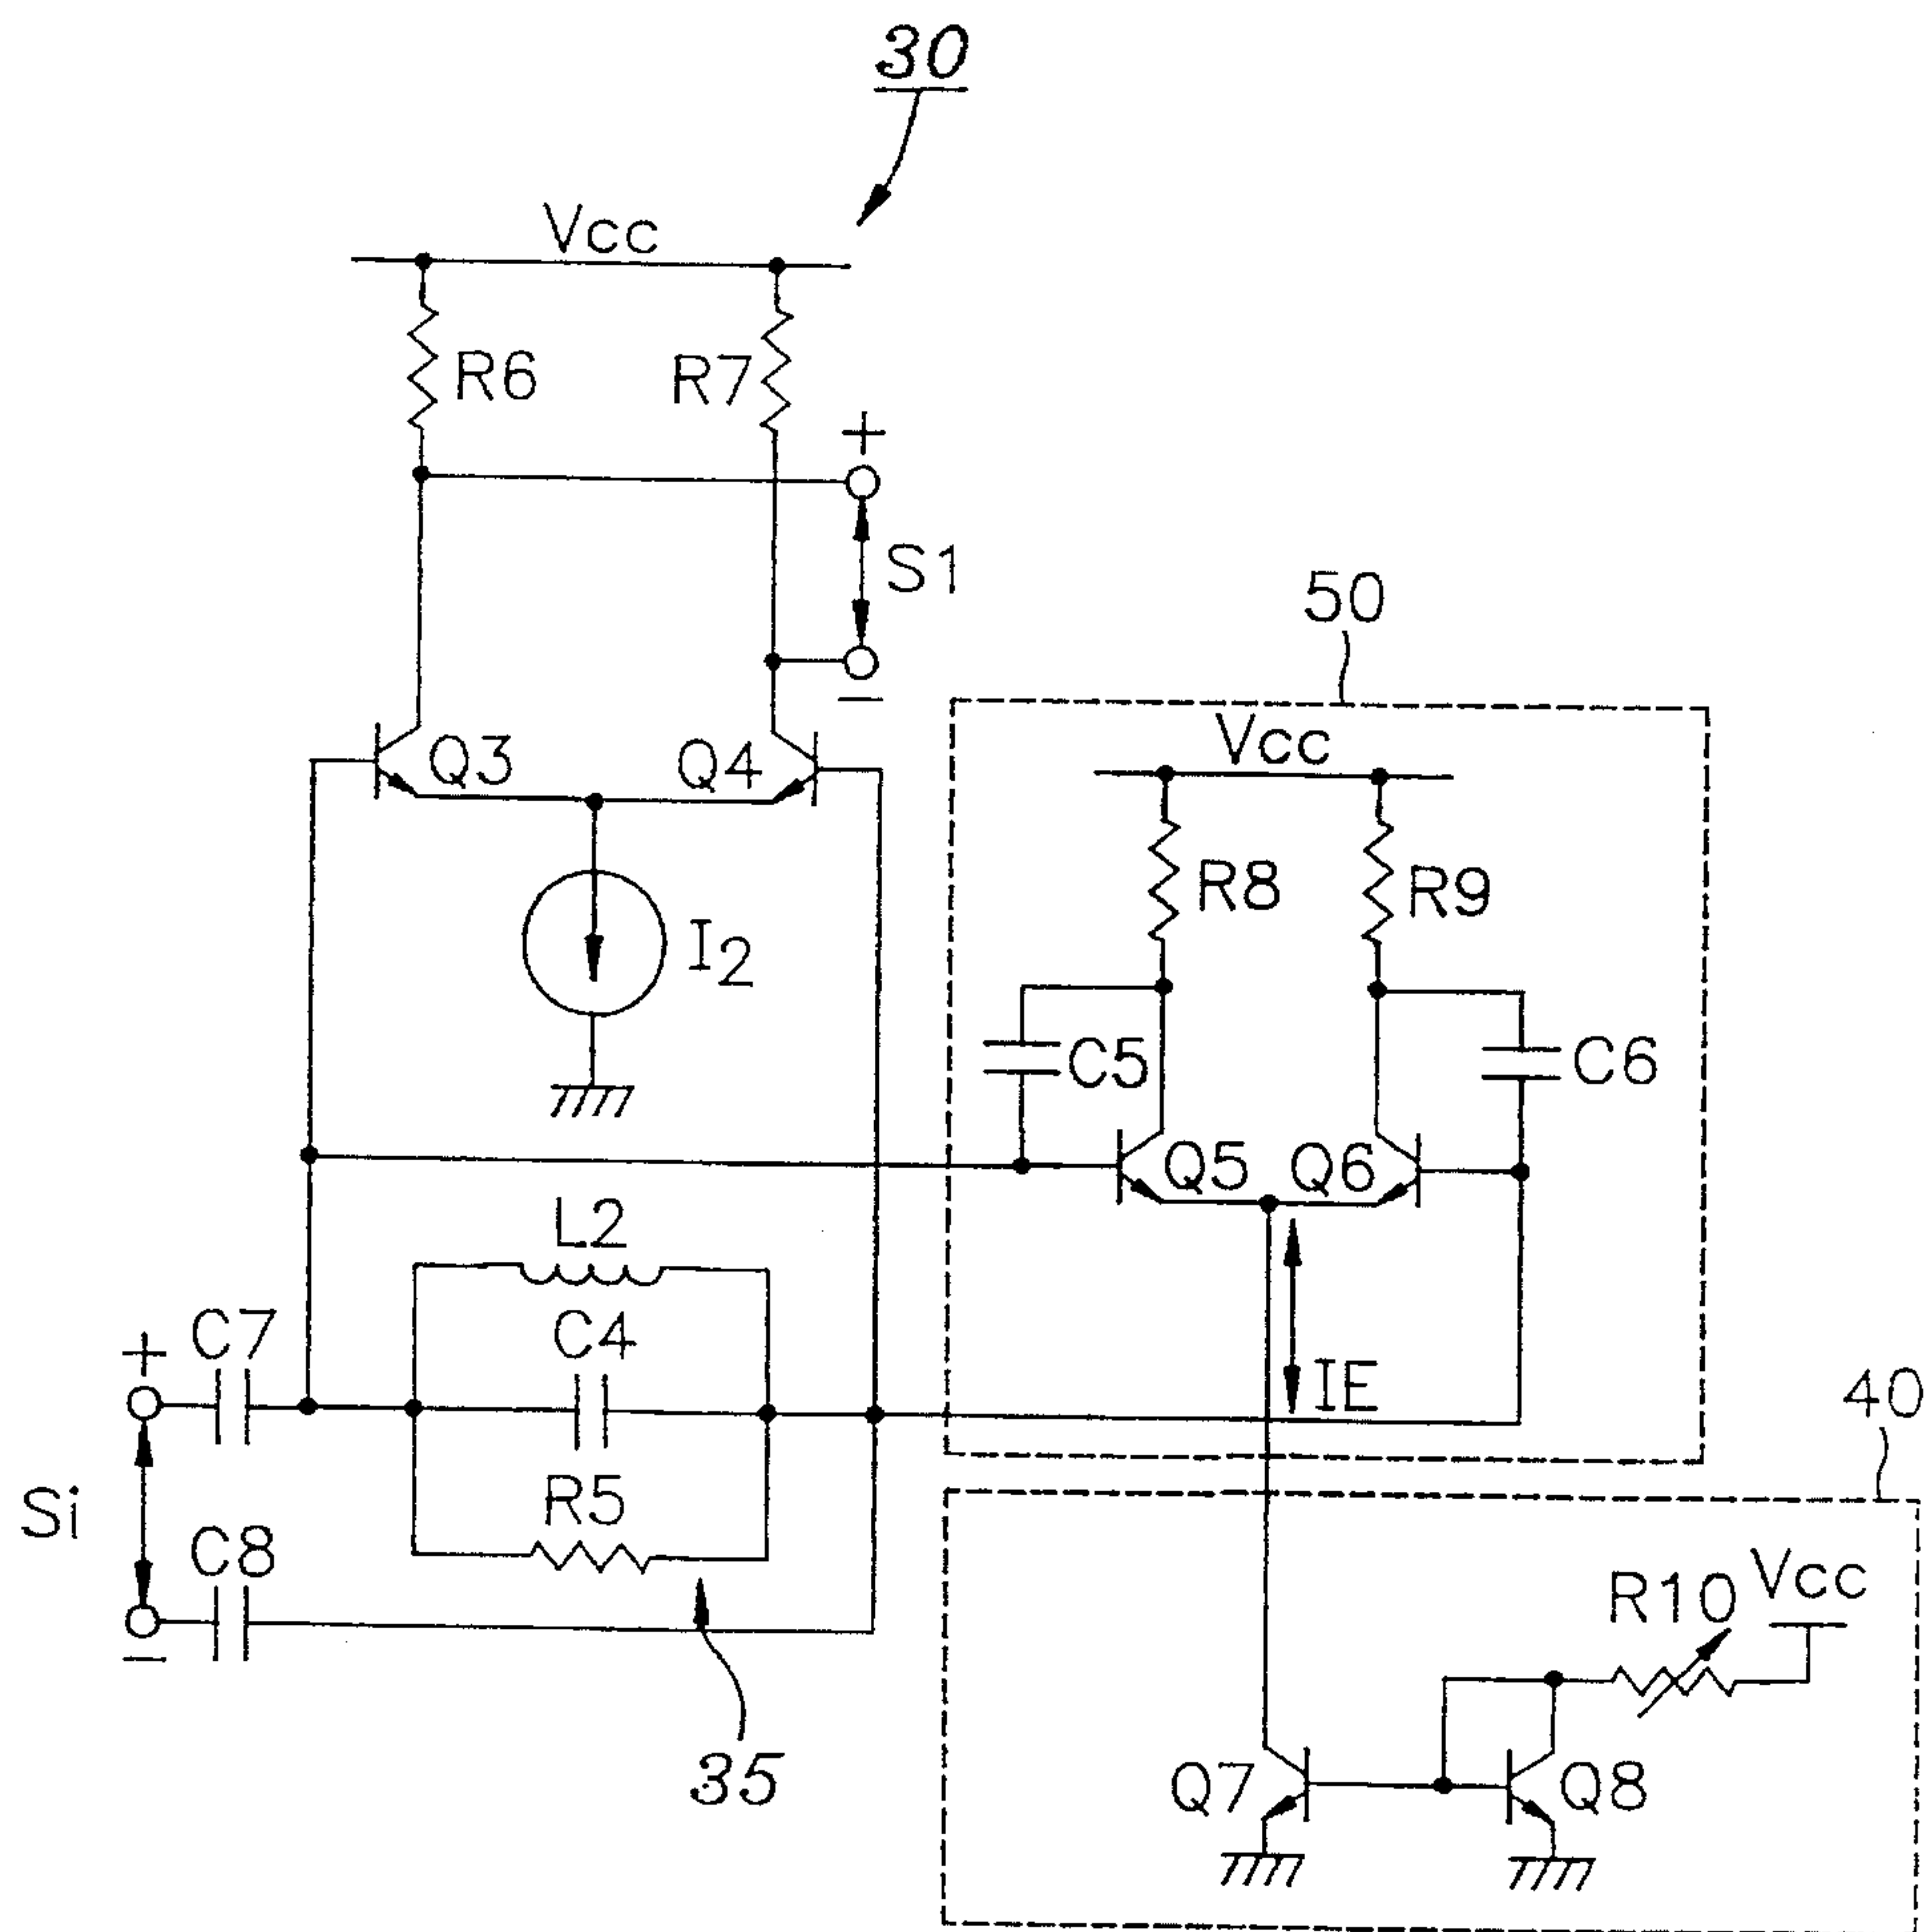 30
Vcc
R6
R7
+
S1
−
50
Vcc
Q3
Q4
R8
R9
I2
C5
C6
Q5
Q6
L2
C7
C4
+
IE
40
Si
R5
C8
−
R10
Vcc
35
Q7
Q8